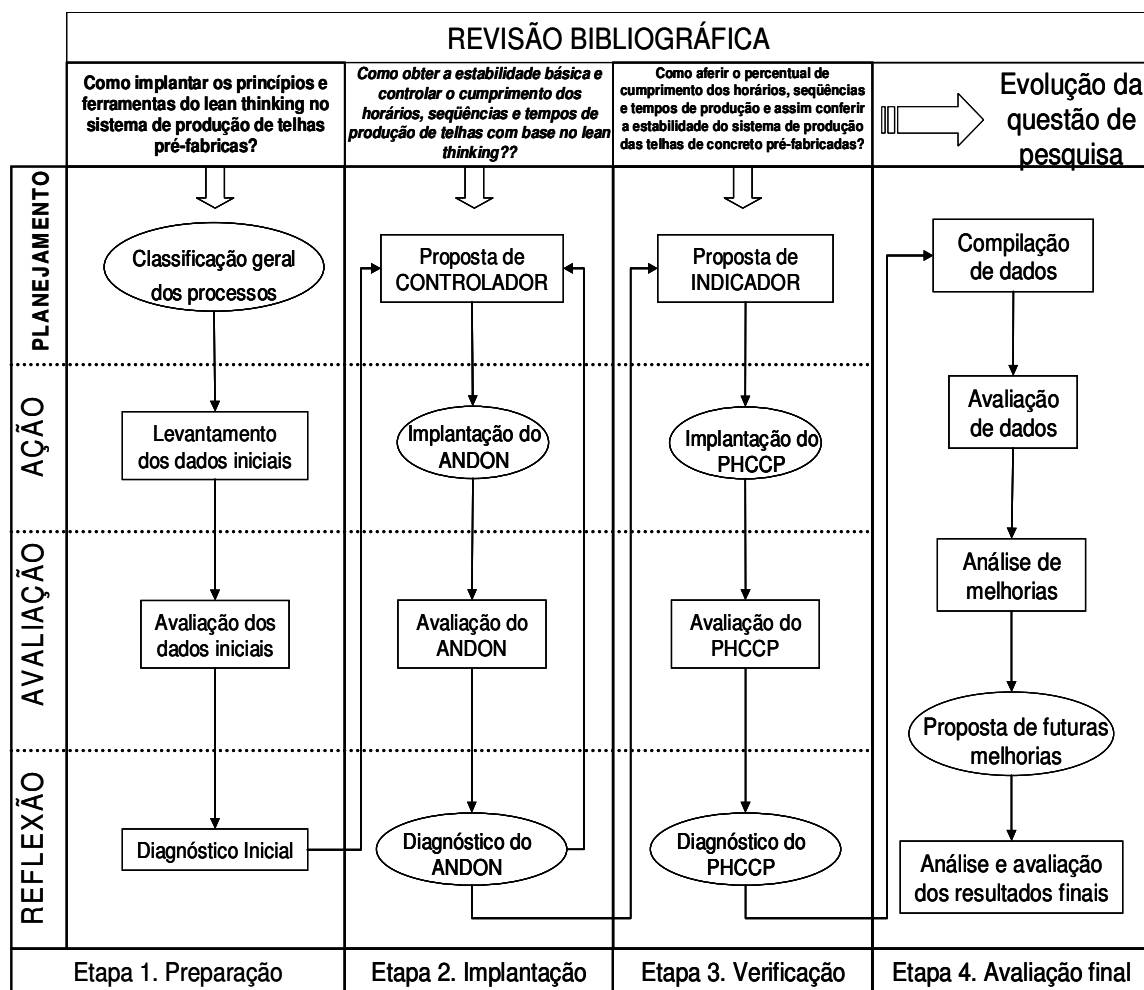 REVISÃO BIBLIOGRÁFICA
Como implantar os princípios e
ferramentas do lean thinking no
sistema de produção de telhas
pré-fabricas?
Como obter a estabilidade básica e
controlar o cumprimento dos
horários, seqüências e tempos de
produção de telhas com base no lean
thinking??
Como aferir o percentual de
cumprimento dos horários, seqüências
e tempos de produção e assim conferir
a estabilidade do sistema de produção
das telhas de concreto pré-fabricadas?
Evolução da
questão de
pesquisa
PLANEJAMENTO
Classificação geral
dos processos
Proposta de
CONTROLADOR
Proposta de
INDICADOR
Compilação
de dados
AÇÃO
Levantamento
dos dados iniciais
Implantação do
ANDON
Implantação do
PHCCP
Avaliação
de dados
AVALIAÇÃO
Avaliação dos
dados iniciais
Avaliação do
ANDON
Avaliação do
PHCCP
Análise de
melhorias
Proposta de futuras
melhorias
REFLEXÃO
Diagnóstico Inicial
Diagnóstico do
ANDON
Diagnóstico do
PHCCP
Análise e avaliação
dos resultados finais
Etapa 1. Preparação
Etapa 2. Implantação
Etapa 3. Verificação
Etapa 4. Avaliação final